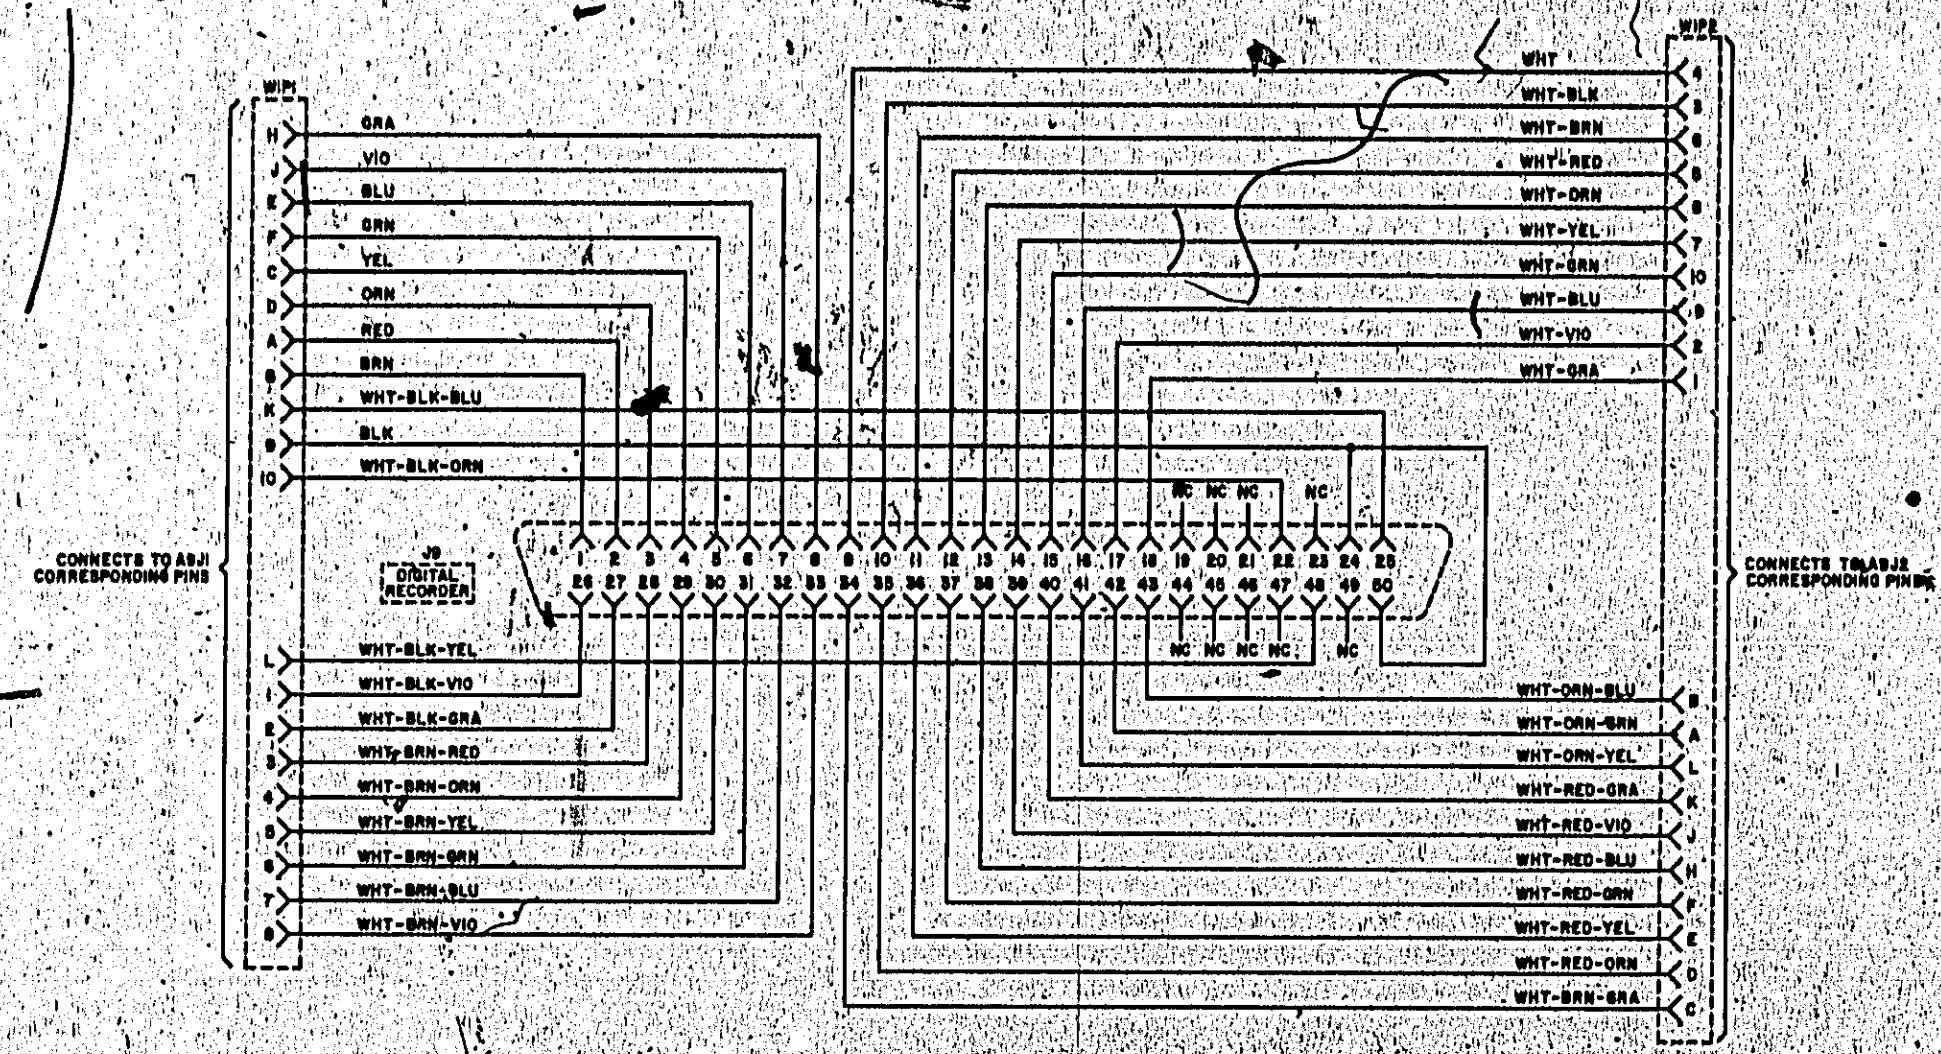 W1P1
H GRA
J VIO
E BLU
F GRN
C YEL
D ORN
A RED
B BRN
K WHT-BLK-BLU
9 BLK
10 WHT-BLK-ORN
L WHT-BLK-YEL
1 WHT-BLK-VIO
2 WHT-BLK-GRA
3 WHT-BRN-RED
4 WHT-BRN-ORN
5 WHT-BRN-YEL
6 WHT-BRN-GRN
7 WHT-BRN-BLU
8 WHT-BRN-VIO
CONNECTS TO A9J1
CORRESPONDING PINS
J9
DIGITAL
RECORDER
NC NC NC NC
1 2 3 4 5 6 7 8 9 10 11 12 13 14 15 16 17 18 19 20 21 22 23 24 25
26 27 28 29 30 31 32 33 34 35 36 37 38 39 40 41 42 43 44 45 46 47 48 49 50
NC NC NC NC NC
W1P2
WHT 4
WHT-BLK 3
WHT-BRN 6
WHT-RED
WHT-ORN
WHT-YEL 7
WHT-GRN 10
WHT-BLU 9
WHT-VIO 2
WHT-GRA 1
WHT-ORN-BLU B
WHT-ORN-GRN A
WHT-ORN-YEL L
WHT-RED-GRA K
WHT-RED-VIO J
WHT-RED-BLU H
WHT-RED-GRN F
WHT-RED-YEL E
WHT-RED-ORN D
WHT-BRN-GRA C
CONNECTS TO A9J2
CORRESPONDING PINS